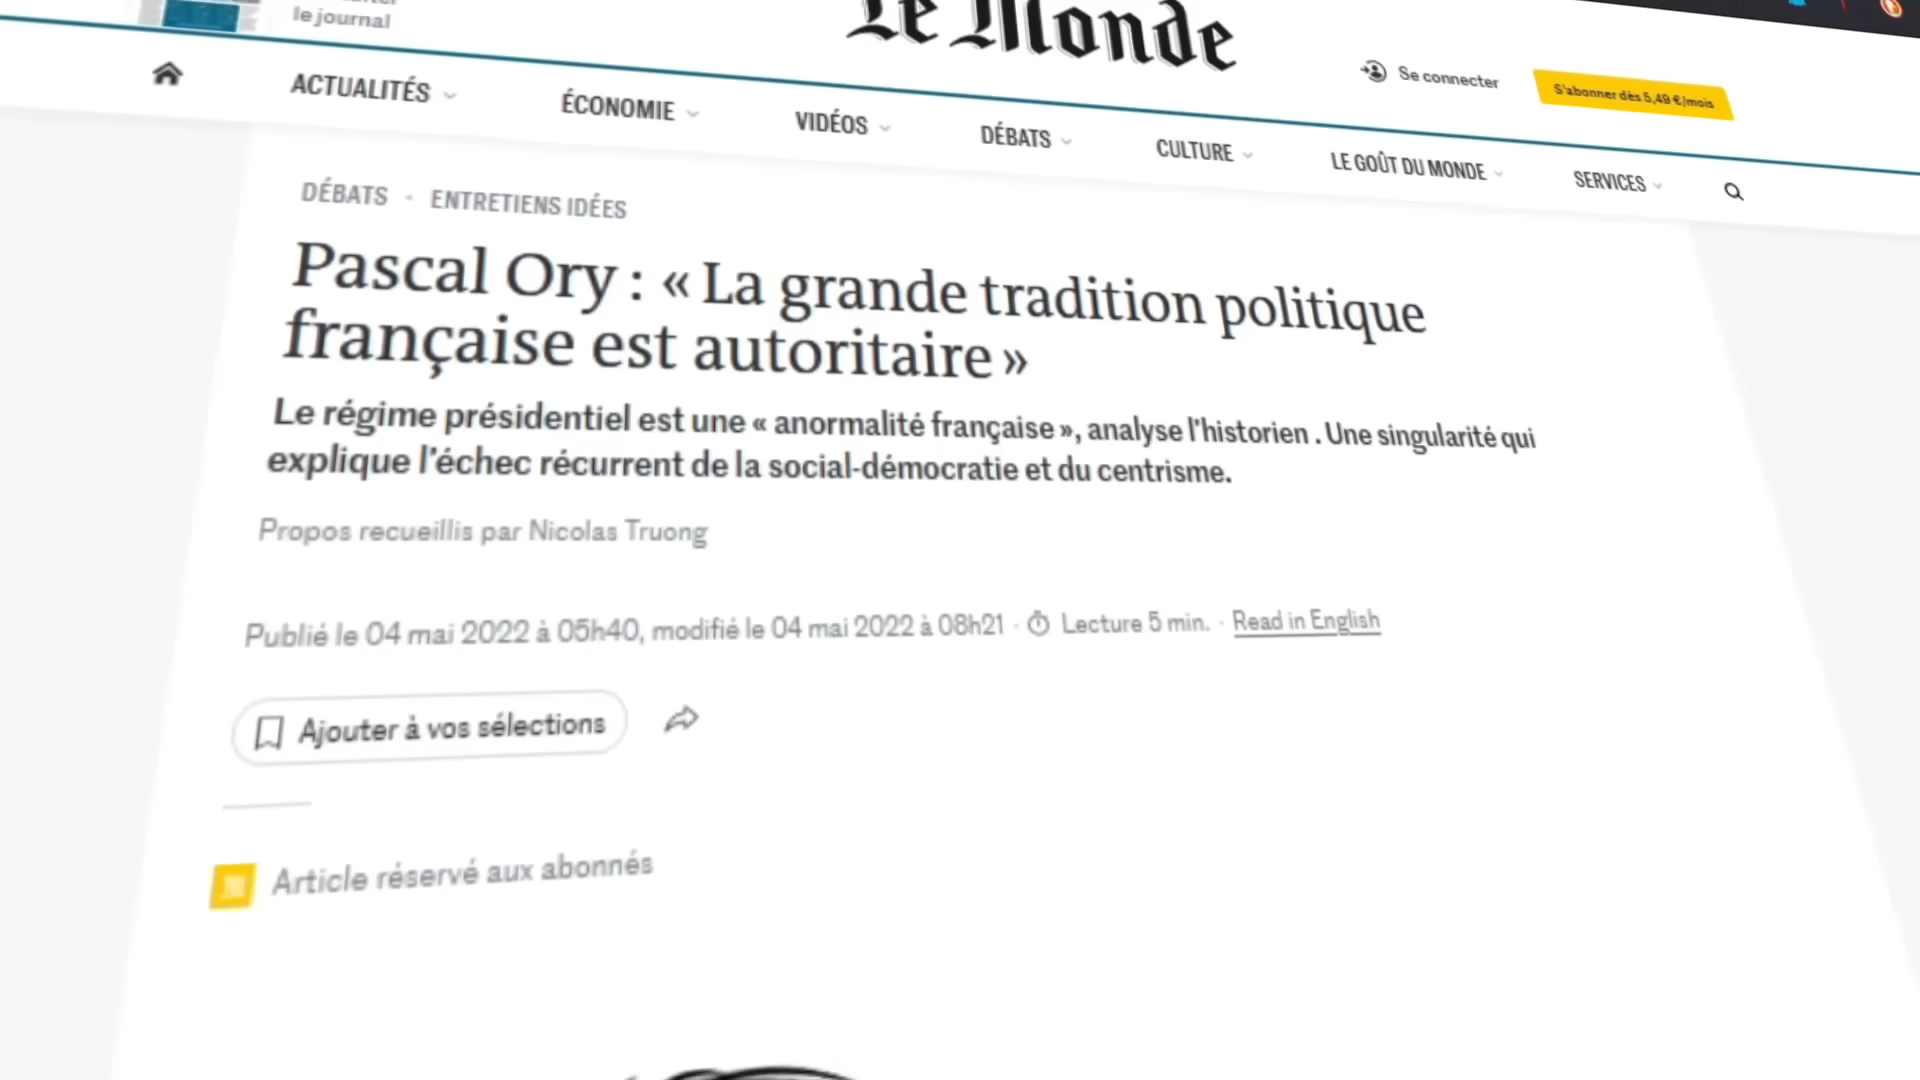 le journal
Le Monde
Se connecter
S'abonner dès 5,49 €/mois
ACTUALITÉS
ÉCONOMIE
VIDÉOS
DÉBATS
CULTURE
LE GOÛT DU MONDE
SERVICES
DÉBATS - ENTRETIENS IDÉES
Pascal Ory : « La grande tradition politique
française est autoritaire »
Le régime présidentiel est une « anormalité française », analyse l'historien . Une singularité qui
explique l'échec récurrent de la social-démocratie et du centrisme.
Propos recueillis par Nicolas Truong
Publié le 04 mai 2022 à 05h40, modifié le 04 mai 2022 à 08h21 · Lecture 5 min. · Read in English
Ajouter à vos sélections
Article réservé aux abonnés